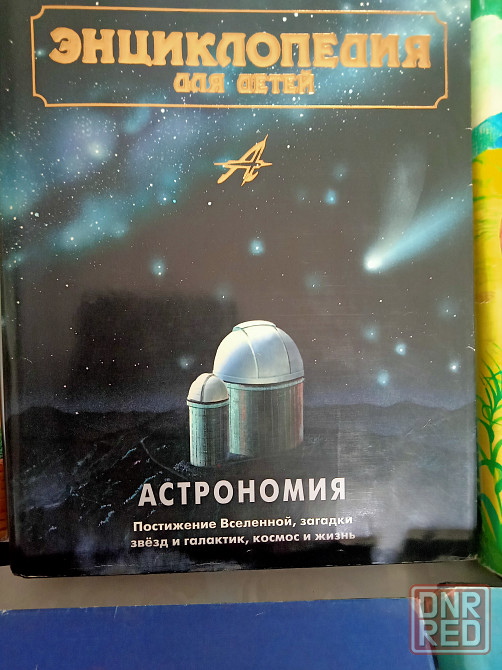 ЭНЦИКЛОПЕДИЯ
ДЛЯ ДЕТЕЙ
АСТРОНОМИЯ
Постижение Вселенной, загадки
звёзд и галактик, космос и жизнь
DNR
RED